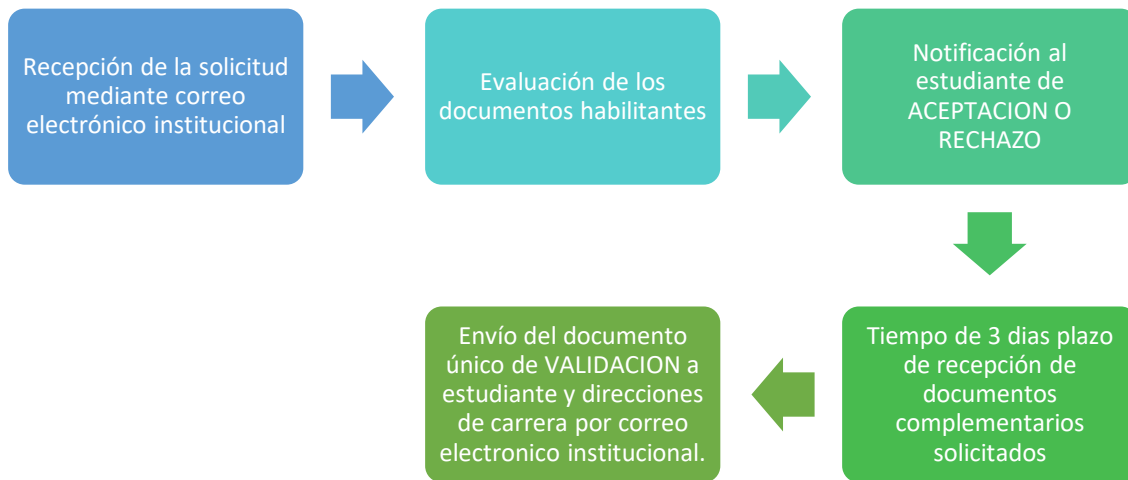 Recepción de la solicitud
mediante correo
electrónico institucional
Evaluación de los
documentos habilitantes
Notificación al
estudiante de
ACEPTACION O
RECHAZO
Tiempo de 3 dias plazo
de recepción de
documentos
complementarios
solicitados
Envío del documento
único de VALIDACION a
estudiante y direcciones
de carrera por correo
electronico institucional.